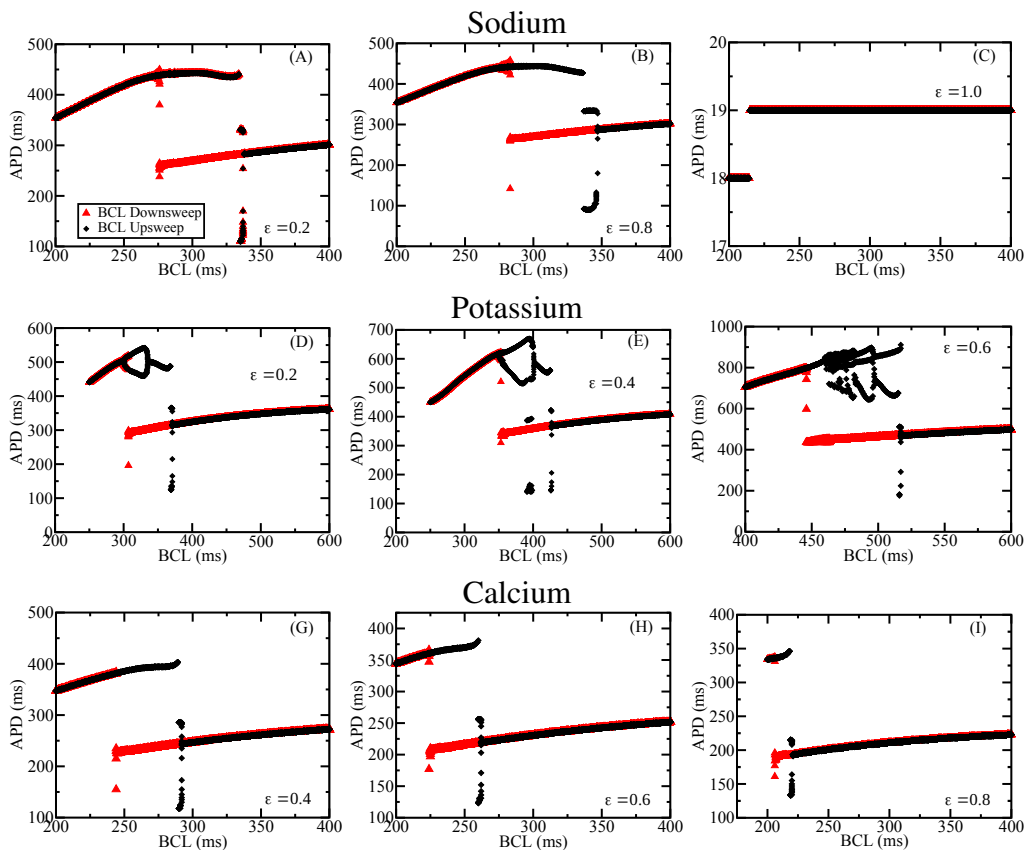 Sodium
500
400
300
200
100
APD (ms)
(A)
BCL Downsweep
BCL Upsweep
ε =0.2
200 250 300 350 400
BCL (ms)
500
400
300
200
100
0
APD (ms)
(B)
ε =0.8
200 250 300 350 400
BCL (ms)
20
19
18
17
APD (ms)
(C)
ε =1.0
200 250 300 350 400
BCL (ms)
Potassium
600
500
400
300
200
100
0
APD (ms)
(D)
ε =0.2
200 300 400 500 600
BCL (ms)
700
600
500
400
300
200
100
0
APD (ms)
(E)
ε =0.4
200 300 400 500 600
BCL (ms)
1000
800
600
400
200
0
APD (ms)
ε =0.6
400 450 500 550 600
BCL (ms)
Calcium
500
400
300
200
100
APD (ms)
(G)
ε =0.4
200 250 300 350 400
BCL (ms)
400
350
300
250
200
150
100
APD (ms)
(H)
ε =0.6
200 250 300 350 400
BCL (ms)
400
350
300
250
200
150
100
APD (ms)
(I)
ε =0.8
200 250 300 350 400
BCL (ms)